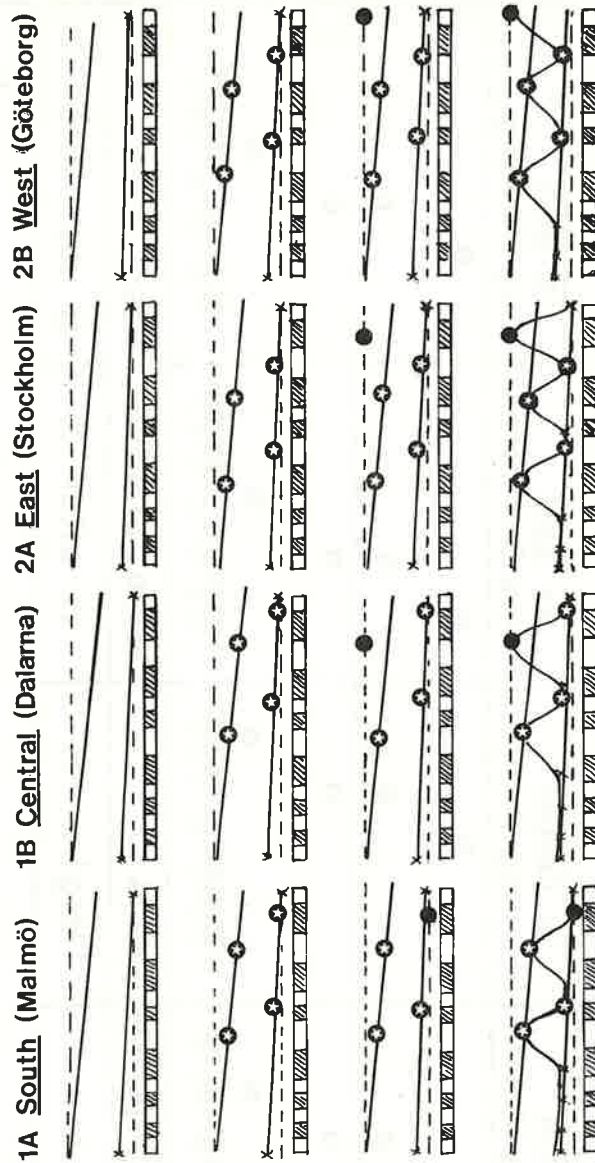 1A South (Malmö)
1B Central (Dalarna)
2A East (Stockholm)
2B West (Göteborg)